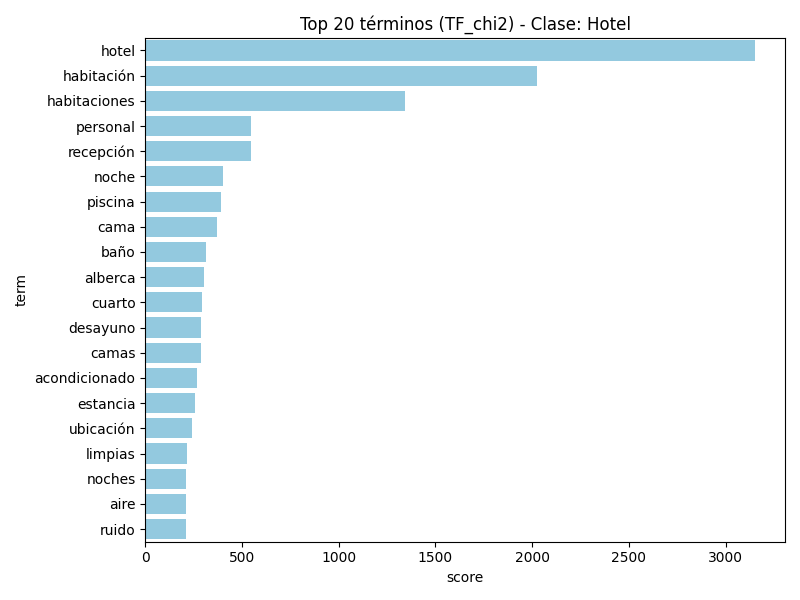 Top 20 términos (TF_chi2) - Clase: Hotel
hotel
habitación
habitaciones
personal
recepción
noche
piscina
cama
baño
alberca
cuarto
desayuno
camas
acondicionado
estancia
ubicación
limpias
noches
aire
ruido
term
0 500 1000 1500 2000 2500 3000
score